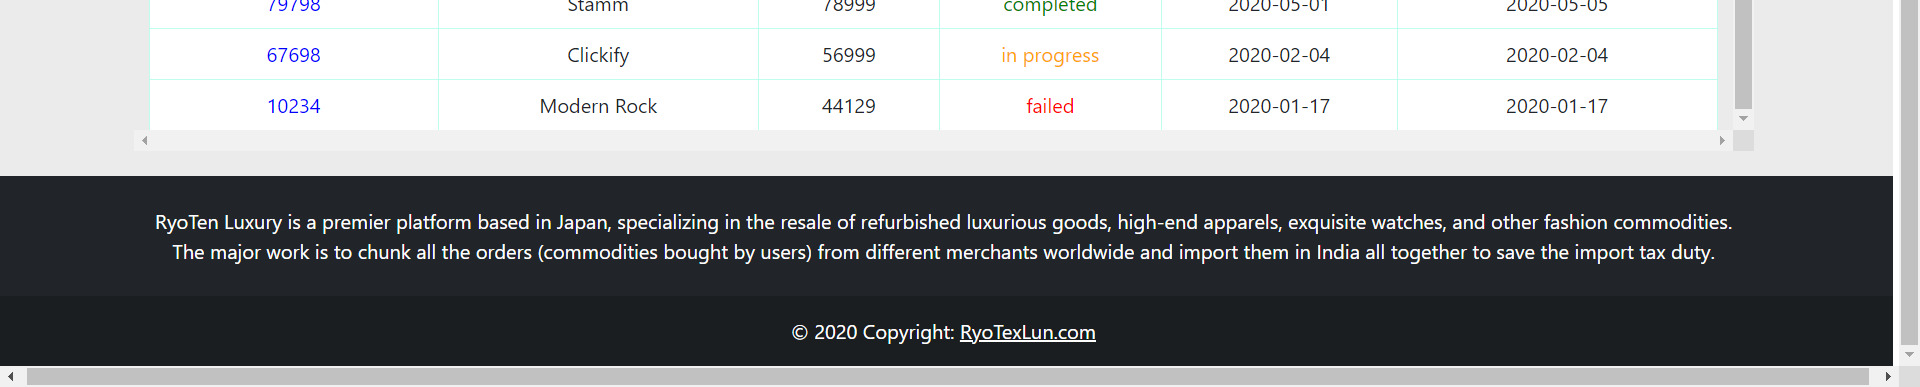 79798 Stamm 78999 completed 2020-05-01 2020-05-05
67698 Clickify 56999 in progress 2020-02-04 2020-02-04
10234 Modern Rock 44129 failed 2020-01-17 2020-01-17
RyoTen Luxury is a premier platform based in Japan, specializing in the resale of refurbished luxurious goods, high-end apparels, exquisite watches, and other fashion commodities.
The major work is to chunk all the orders (commodities bought by users) from different merchants worldwide and import them in India all together to save the import tax duty.
© 2020 Copyright: RyoTexLun.com